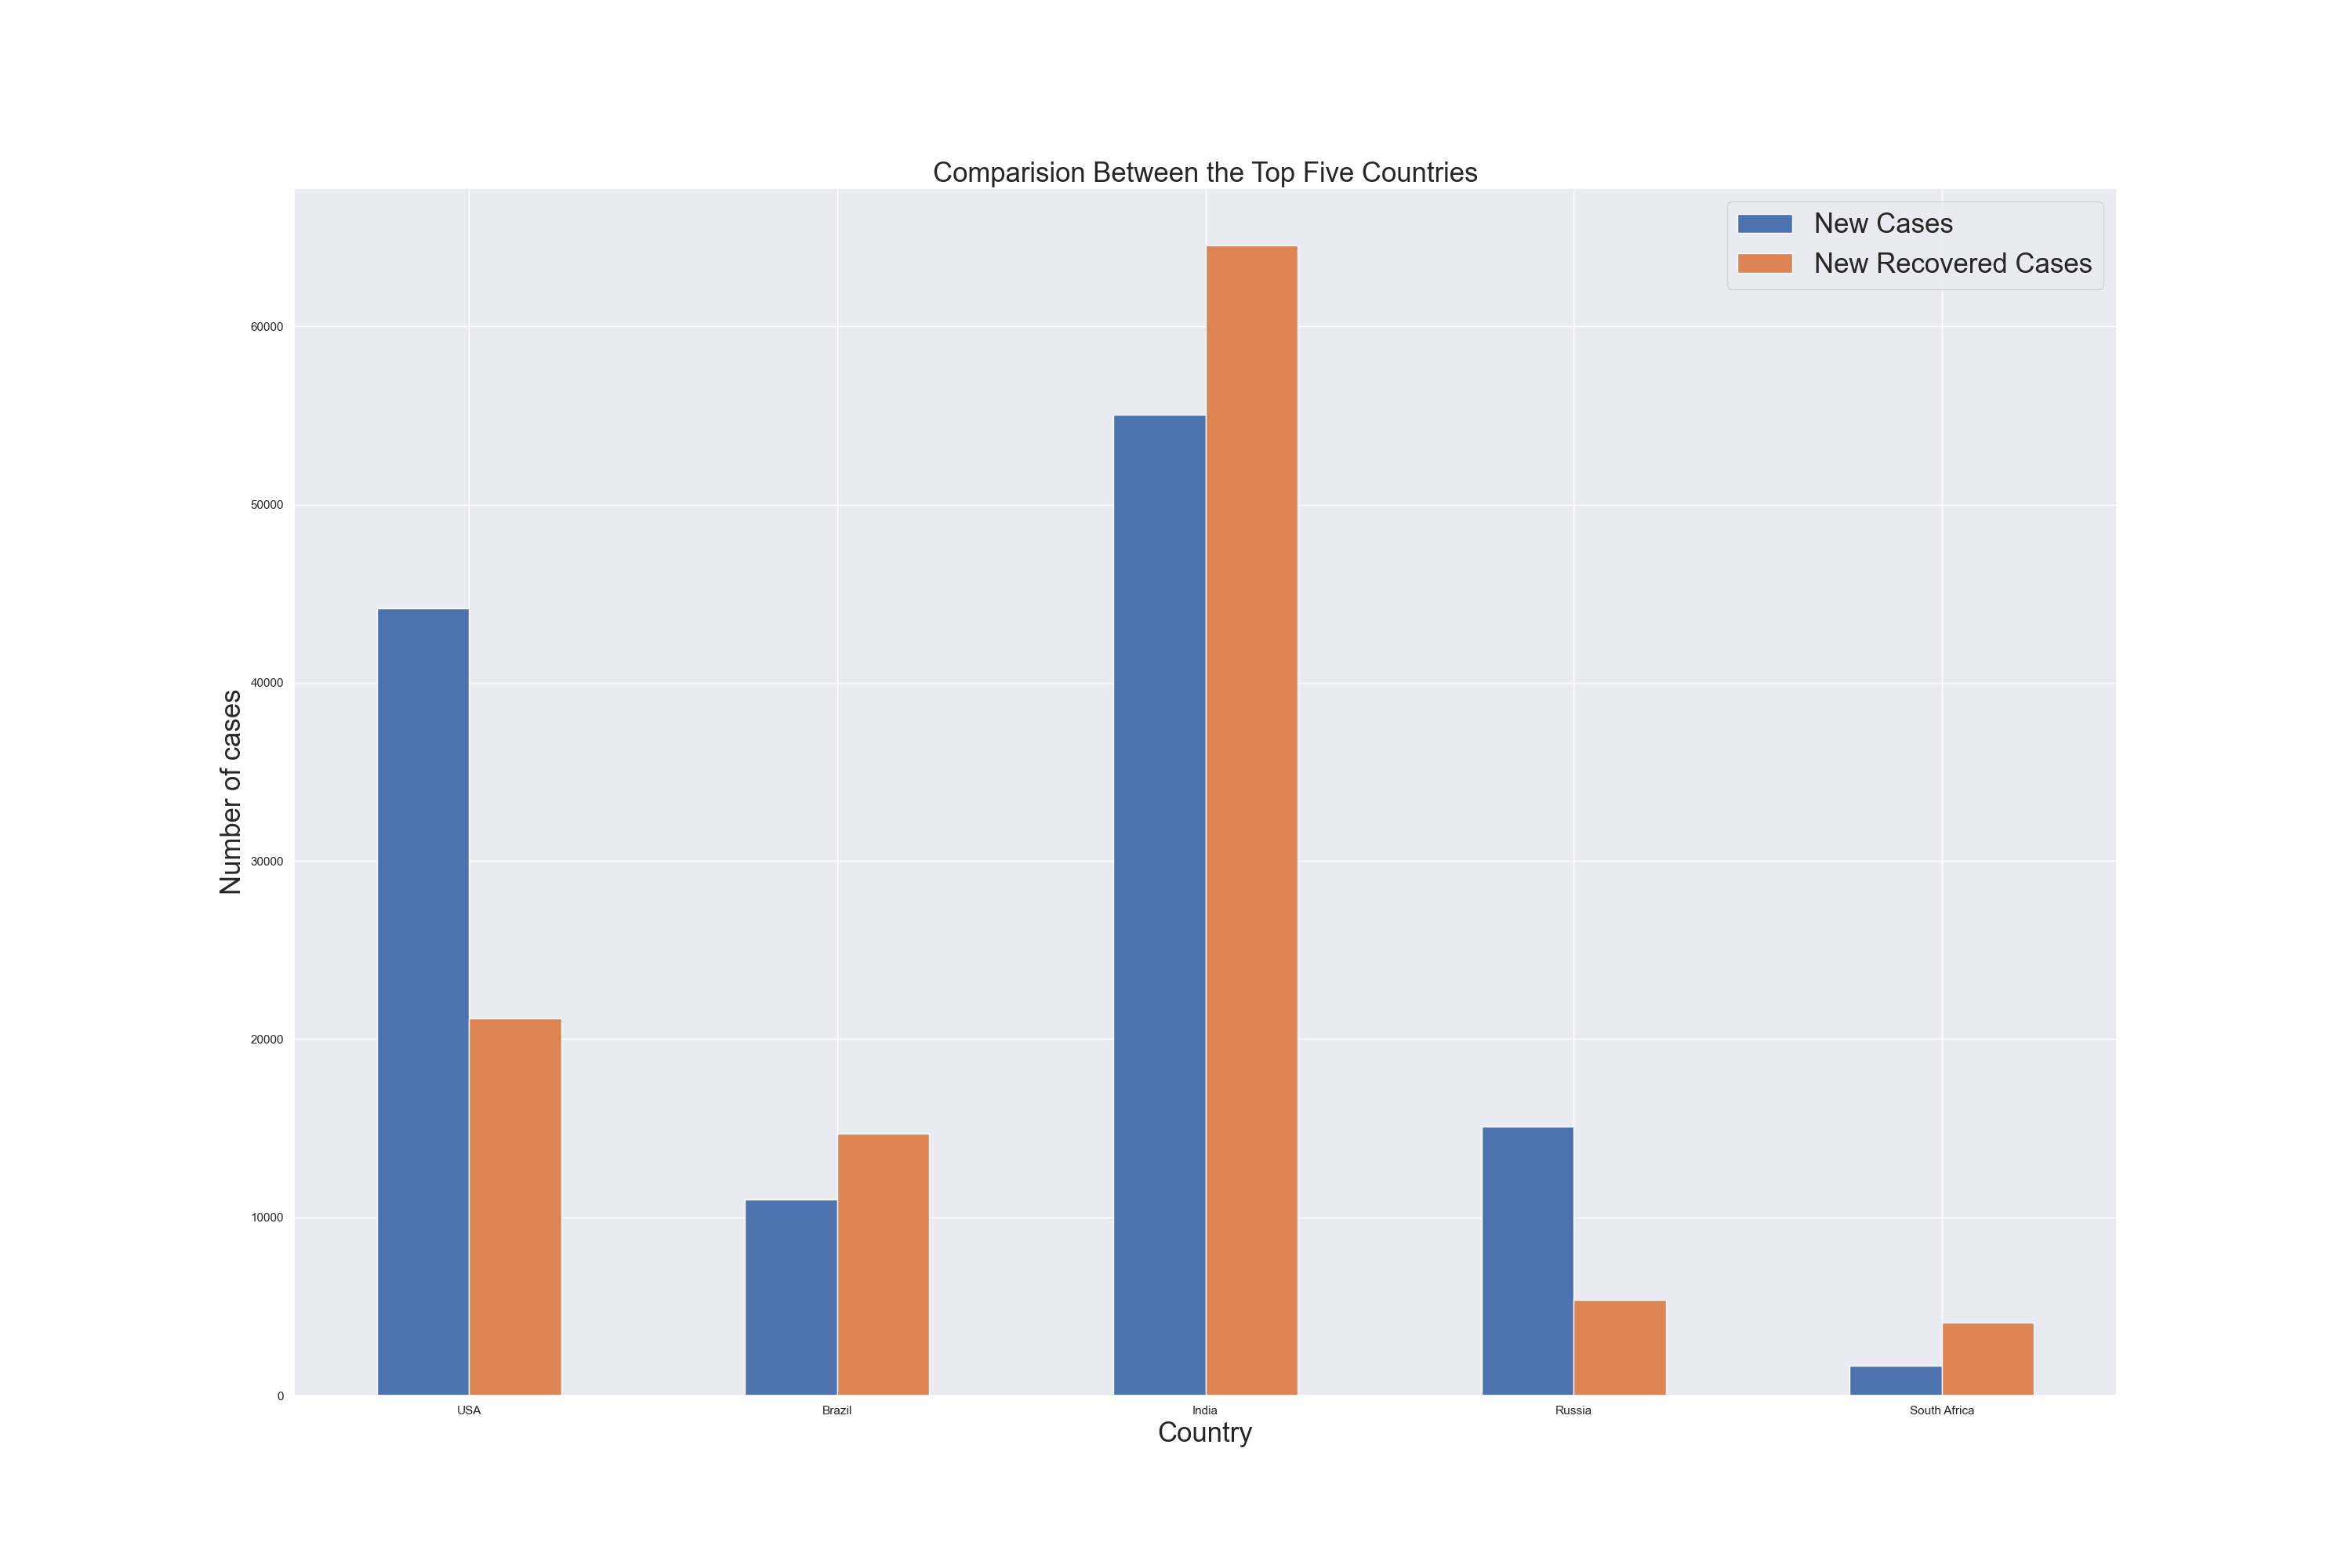 Comparision Between the Top Five Countries
New Cases
New Recovered Cases
Number of cases
60000
50000
40000
30000
20000
10000
0
USA
Brazil
India
Russia
South Africa
Country